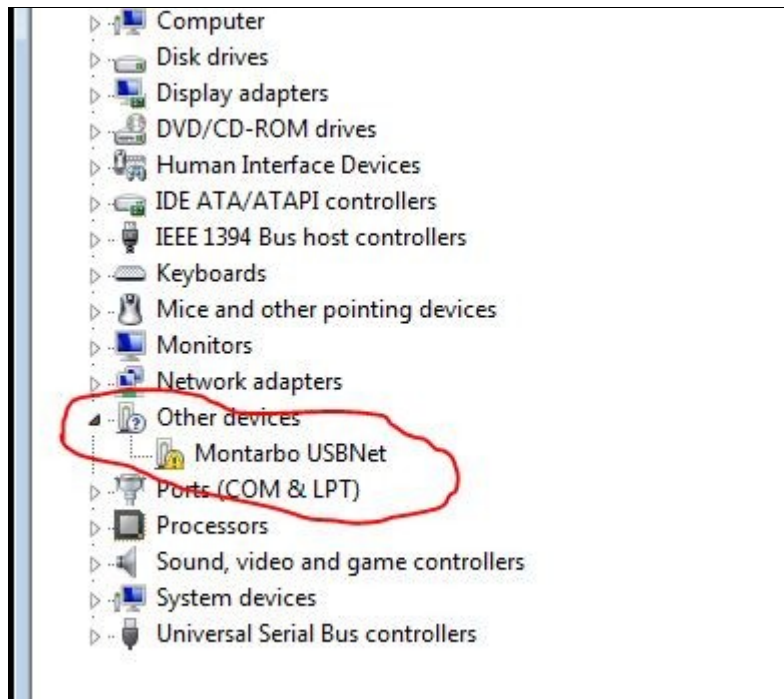 Computer
Disk drives
Display adapters
DVD/CD-ROM drives
Human Interface Devices
IDE ATA/ATAPI controllers
IEEE 1394 Bus host controllers
Keyboards
Mice and other pointing devices
Monitors
Network adapters
Other devices
Montarbo USBNet
Ports (COM & LPT)
Processors
Sound, video and game controllers
System devices
Universal Serial Bus controllers